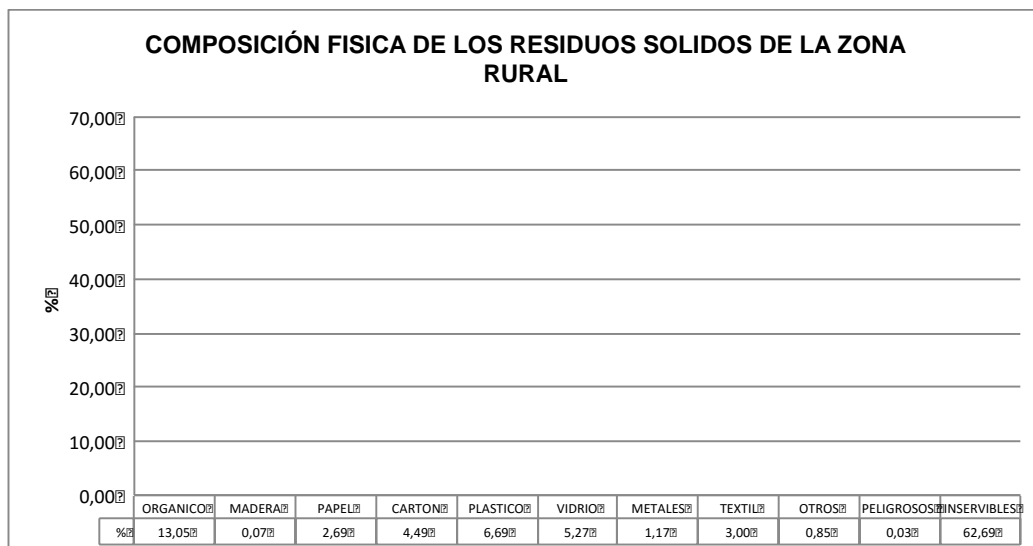 COMPOSICIÓN FISICA DE LOS RESIDUOS SOLIDOS DE LA ZONA
RURAL
70,00
60,00
50,00
40,00
30,00
20,00
10,00
0,00
%
ORGANICO MADERA PAPEL CARTON PLASTICO VIDRIO METALES TEXTIL OTROS PELIGROSOS INSERVIBLES
% 13,05 0,07 2,69 4,49 6,69 5,27 1,17 3,00 0,85 0,03 62,69